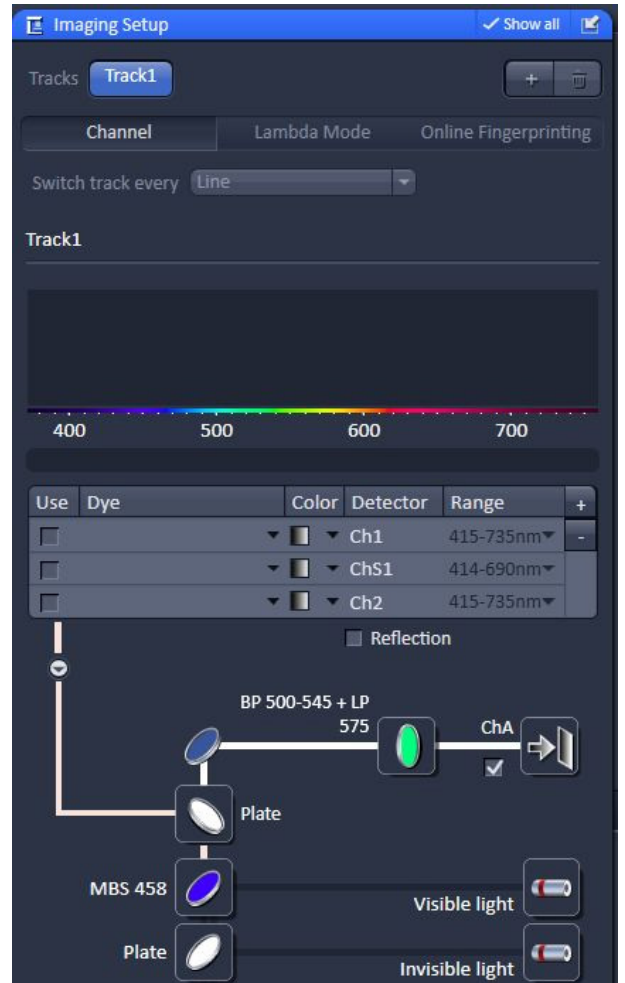 Imaging Setup Show all
Tracks Track1 +
Channel Lambda Mode Online Fingerprinting
Switch track every Line
Track1
400 500 600 700
Use Dye Color Detector Range +
Ch1 415-735nm -
ChS1 414-690nm
Ch2 415-735nm
Reflection
BP 500-545 + LP
575 ChA
Plate
MBS 458
Visible light
Plate
Invisible light